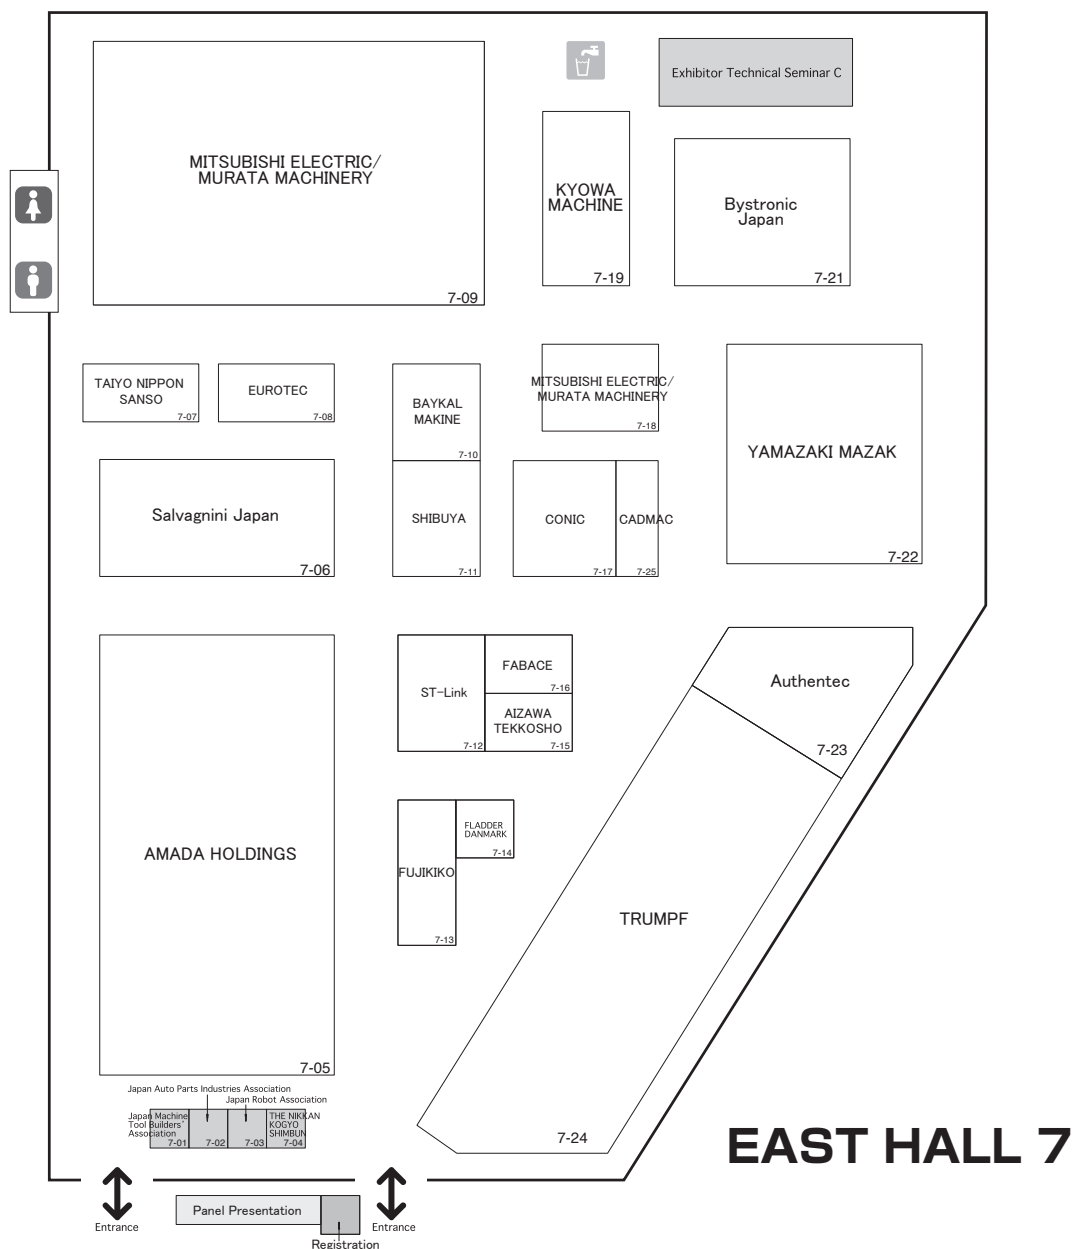 Exhibitor Technical Seminar C
MITSUBISHI ELECTRIC/
MURATA MACHINERY
7-09
KYOWA
MACHINE
7-19
Bystronic
Japan
7-21
TAIYO NIPPON
SANSO
7-07
EUROTEC
7-08
BAYKAL
MAKINE
7-10
MITSUBISHI ELECTRIC/
MURATA MACHINERY
7-18
YAMAZAKI MAZAK
7-22
Salvagnini Japan
7-06
SHIBUYA
7-11
CONIC
7-17
CADMAC
7-25
AMADA HOLDINGS
7-05
ST-Link
7-12
FABACE
7-16
AIZAWA
TEKKOSHO
7-15
Authentec
7-23
FUJIKIKO
7-13
FLADDER
DANMARK
7-14
TRUMPF
7-24
Japan Auto Parts Industries Association
Japan Robot Association
Japan Machine
Tool Builders'
Association
7-01
7-02
7-03
THE NIKKAN
KOGYO
SHIMBUN
7-04
EAST HALL 7
Entrance
Panel Presentation
Registration
Entrance